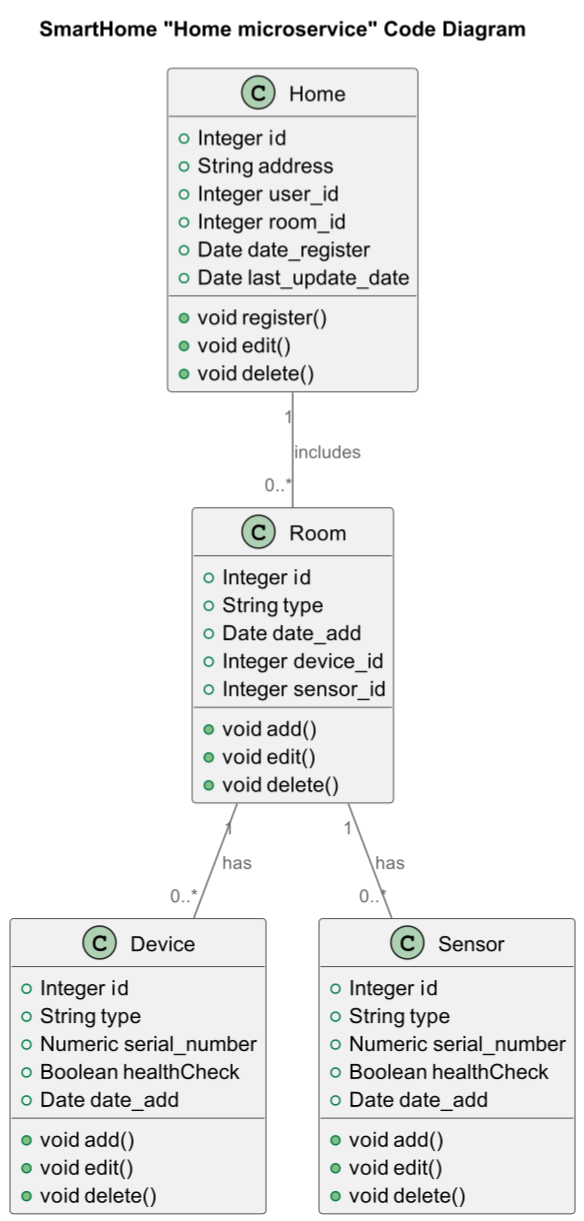 SmartHome "Home microservice" Code Diagram
C Home
Integer id
String address
Integer user_id
Integer room_id
Date date_register
Date last_update_date
void register()
void edit()
void delete()
1
includes
0..*
C Room
Integer id
String type
Date date_add
Integer device_id
Integer sensor_id
void add()
void edit()
void delete()
1
has
0..*
1
has
0..*
C Device
Integer id
String type
Numeric serial_number
Boolean healthCheck
Date date_add
void add()
void edit()
void delete()
C Sensor
Integer id
String type
Numeric serial_number
Boolean healthCheck
Date date_add
void add()
void edit()
void delete()